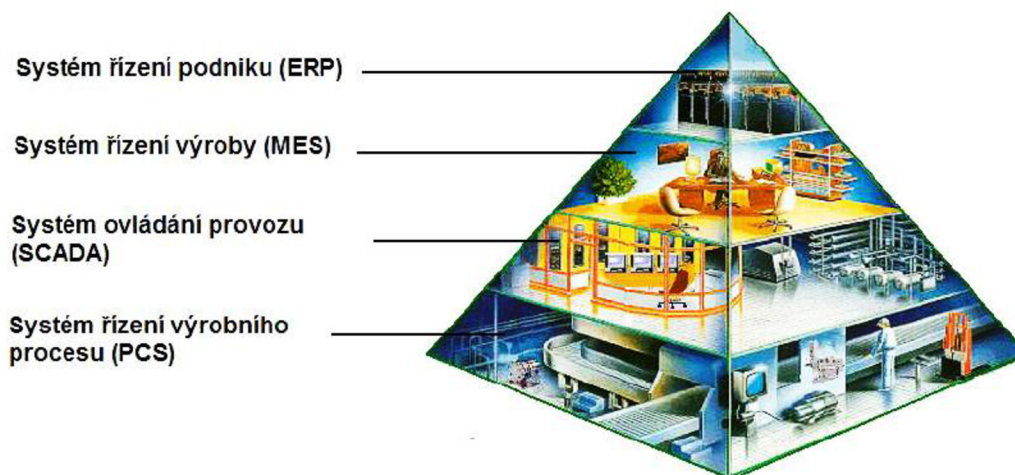 Systém řízení podniku (ERP)
Systém řízení výroby (MES)
Systém ovládání provozu
(SCADA)
Systém řízení výrobního
procesu (PCS)